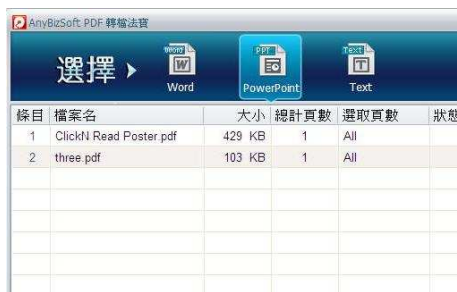 AnyBizSoft PDF 轉檔法寶
選擇
WORD PPT TEXT
W T
Word PowerPoint Text
條目 檔案名 大小 總計頁數 選取頁數 狀態
1 ClickN Read Poster.pdf 429 KB 1 All
2 three.pdf 103 KB 1 All